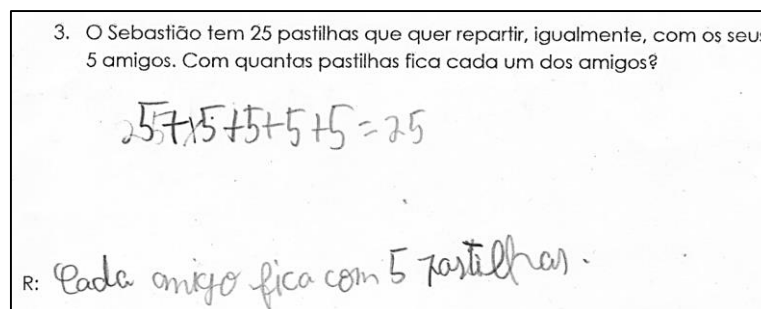 3. O Sebastião tem 25 pastilhas que quer repartir, igualmente, com os seus
5 amigos. Com quantas pastilhas fica cada um dos amigos?
5+5+5+5+5=25
R: Cada amigo fica com 5 pastilhas.